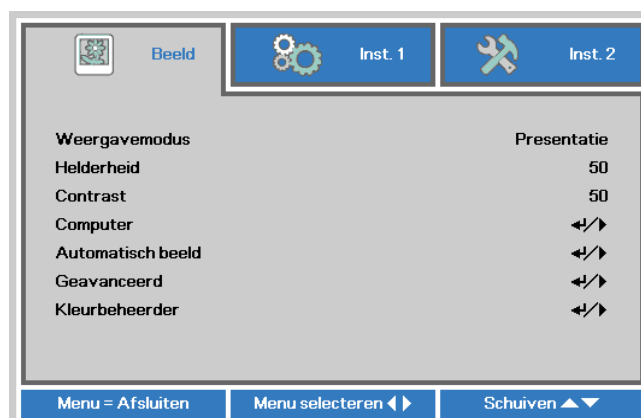 Beeld Inst. 1 Inst. 2
Weergavemodus Presentatie
Helderheid 50
Contrast 50
Computer ↵/▶
Automatisch beeld ↵/▶
Geavanceerd ↵/▶
Kleurbeheerder ↵/▶
Menu = Afsluiten Menu selecteren ◀ ▶ Schuiven ▲▼